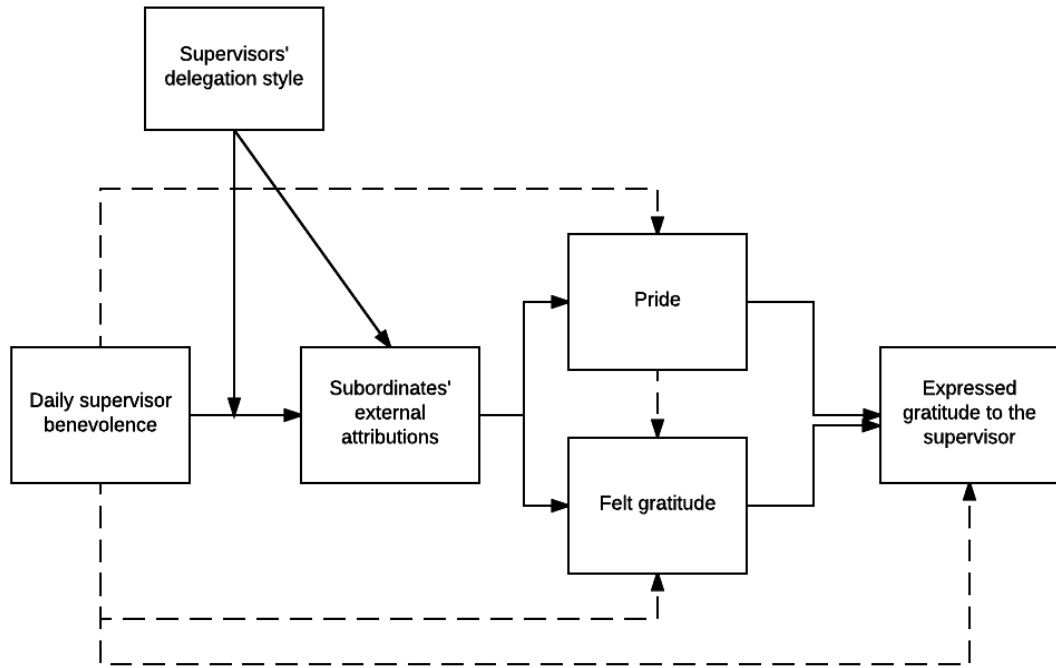 Supervisors'
delegation style
Pride
Daily supervisor
benevolence
Subordinates'
external
attributions
Expressed
gratitude to the
supervisor
Felt gratitude